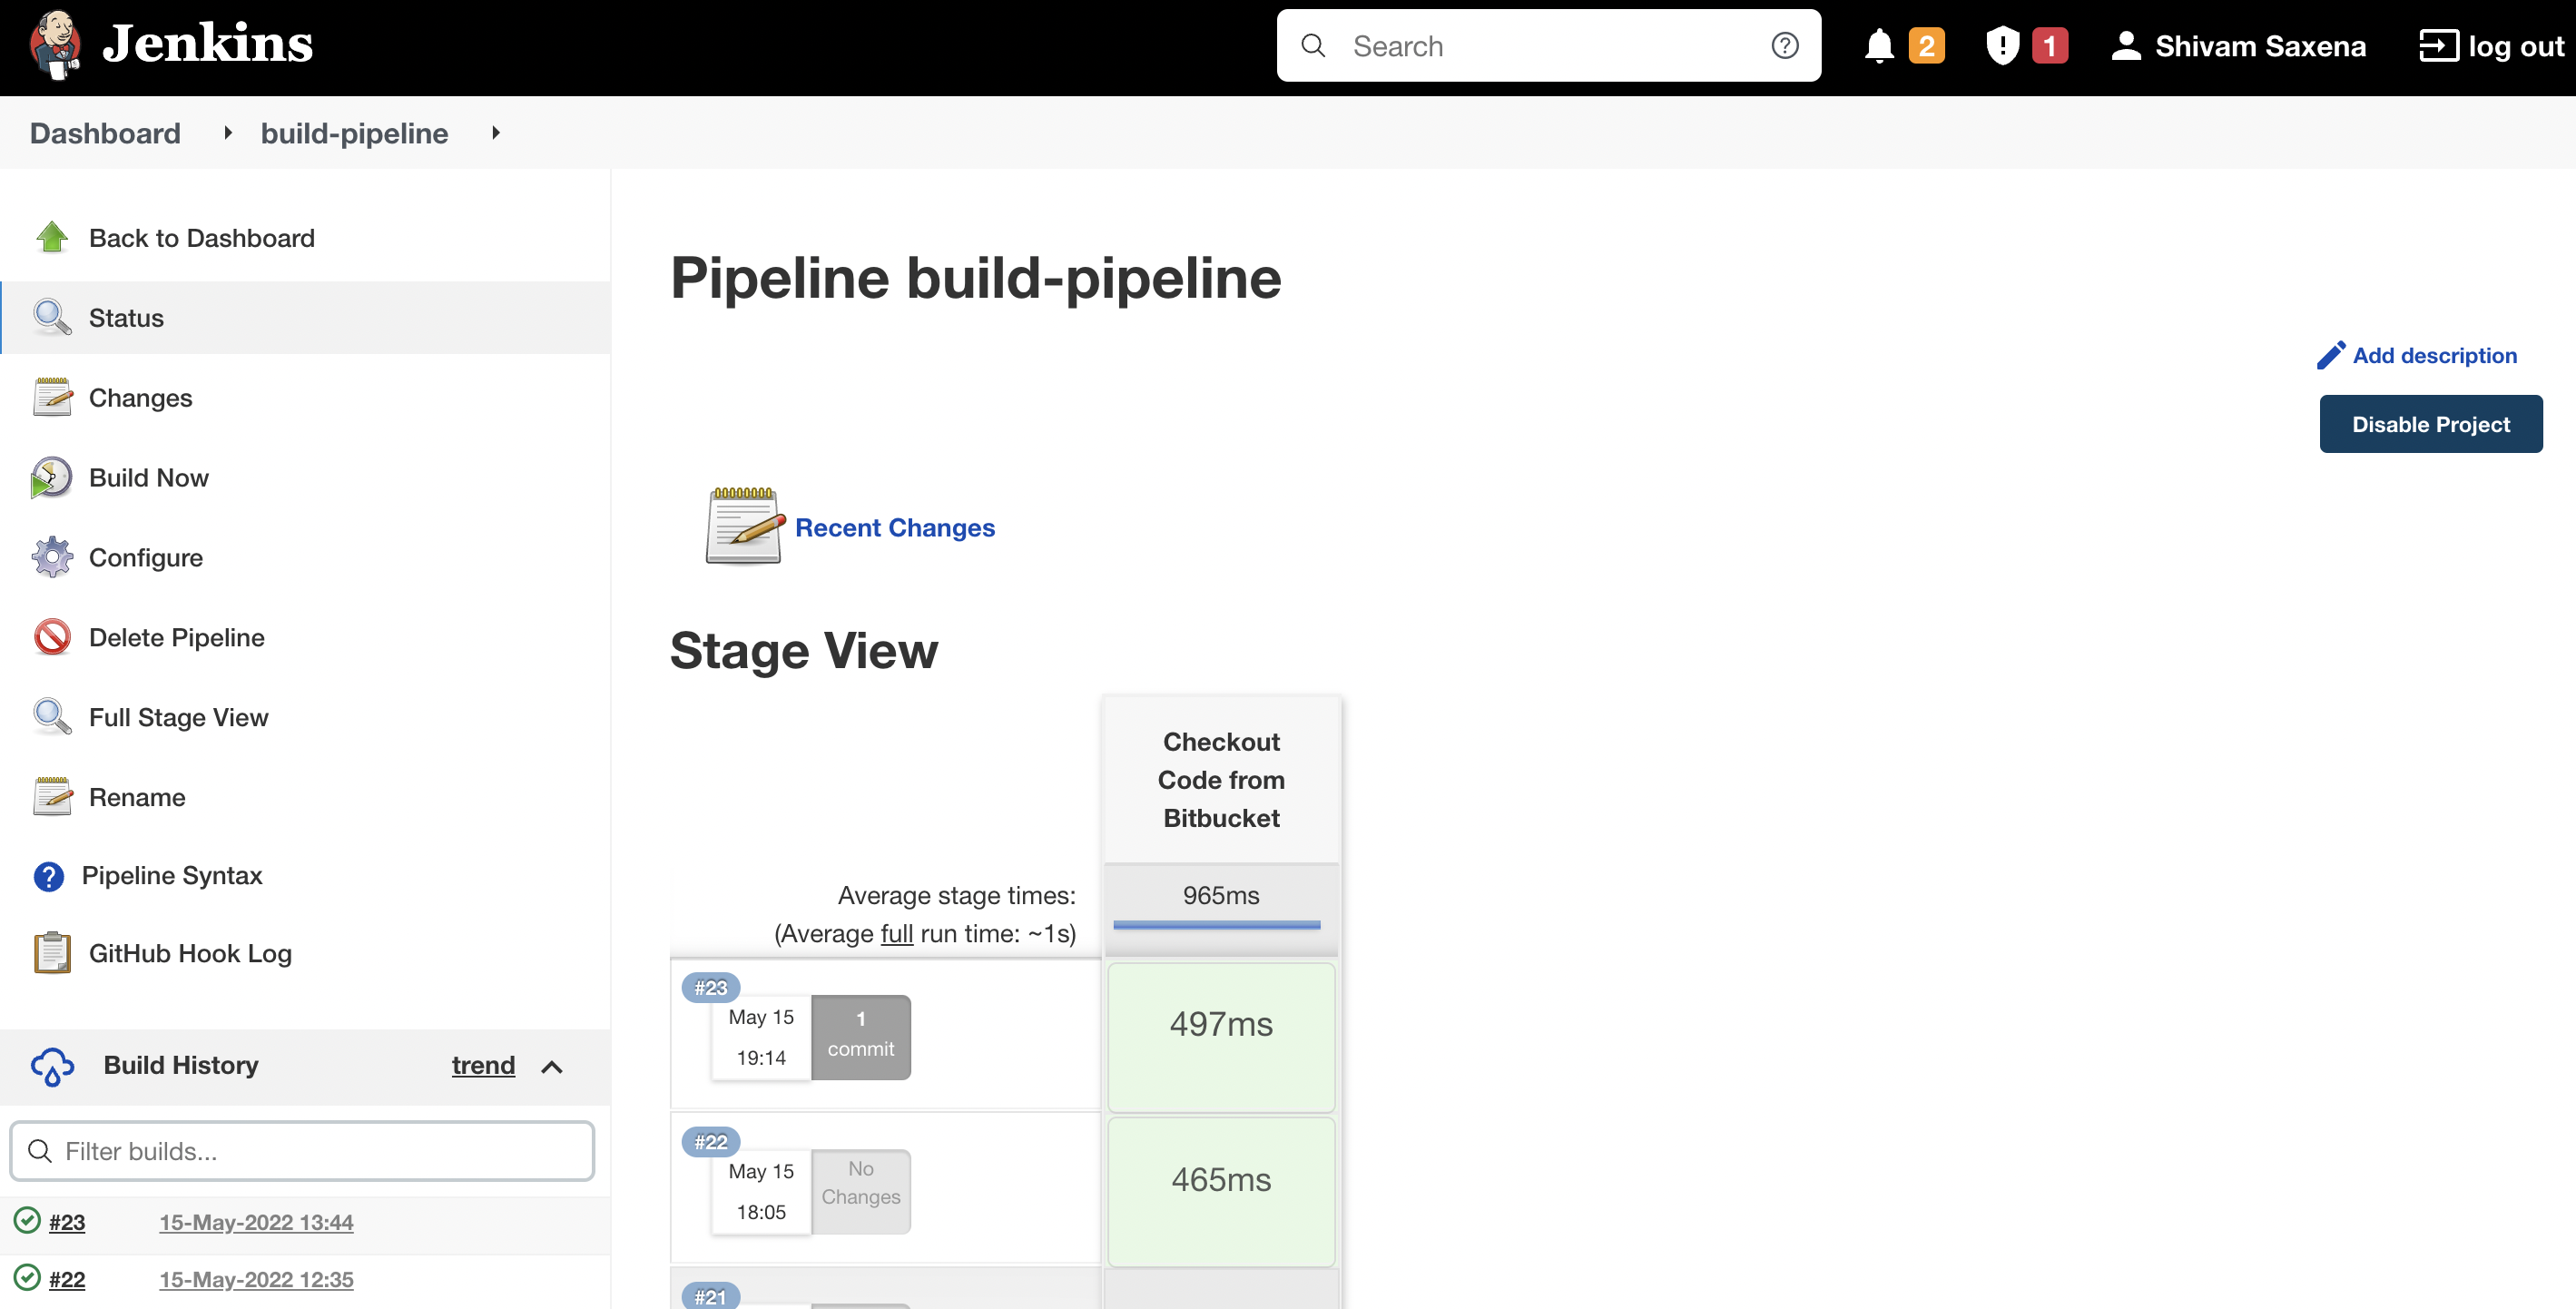 Jenkins
Search
2
1
Shivam Saxena
log out
Dashboard
build-pipeline
Back to Dashboard
Status
Changes
Build Now
Configure
Delete Pipeline
Full Stage View
Rename
Pipeline Syntax
GitHub Hook Log
Build History
trend
Filter builds...
#23
15-May-2022 13:44
#22
15-May-2022 12:35
Pipeline build-pipeline
Add description
Disable Project
Recent Changes
Stage View
Checkout
Code from
Bitbucket
Average stage times:
965ms
(Average full run time: ~1s)
#23
May 15
19:14
1
commit
497ms
#22
May 15
18:05
No
Changes
465ms
#21